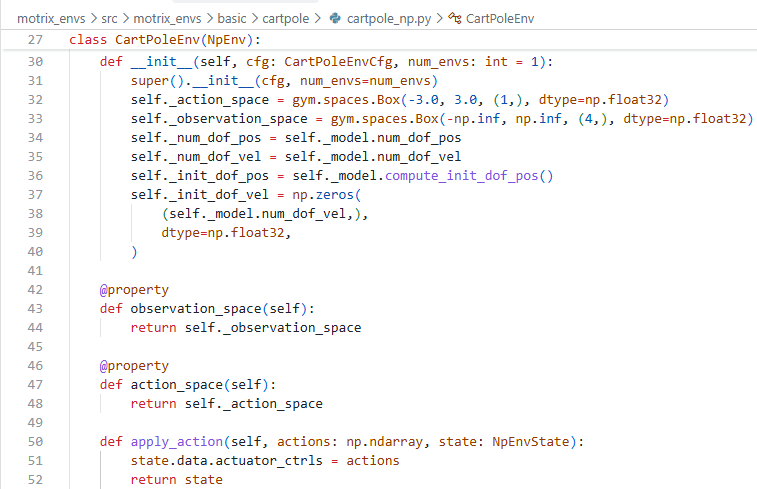 motrix_envs > src > motrix_envs > basic > cartpole > cartpole_np.py > CartPoleEnv
27 class CartPoleEnv(NpEnv):
30 def __init__(self, cfg: CartPoleEnvCfg, num_envs: int = 1):
31 super().__init__(cfg, num_envs=num_envs)
32 self._action_space = gym.spaces.Box(-3.0, 3.0, (1,), dtype=np.float32)
33 self._observation_space = gym.spaces.Box(-np.inf, np.inf, (4,), dtype=np.float32)
34 self._num_dof_pos = self._model.num_dof_pos
35 self._num_dof_vel = self._model.num_dof_vel
36 self._init_dof_pos = self._model.compute_init_dof_pos()
37 self._init_dof_vel = np.zeros(
38 (self._model.num_dof_vel,),
39 dtype=np.float32,
40 )
41
42 @property
43 def observation_space(self):
44 return self._observation_space
45
46 @property
47 def action_space(self):
48 return self._action_space
49
50 def apply_action(self, actions: np.ndarray, state: NpEnvState):
51 state.data.actuator_ctrls = actions
52 return state